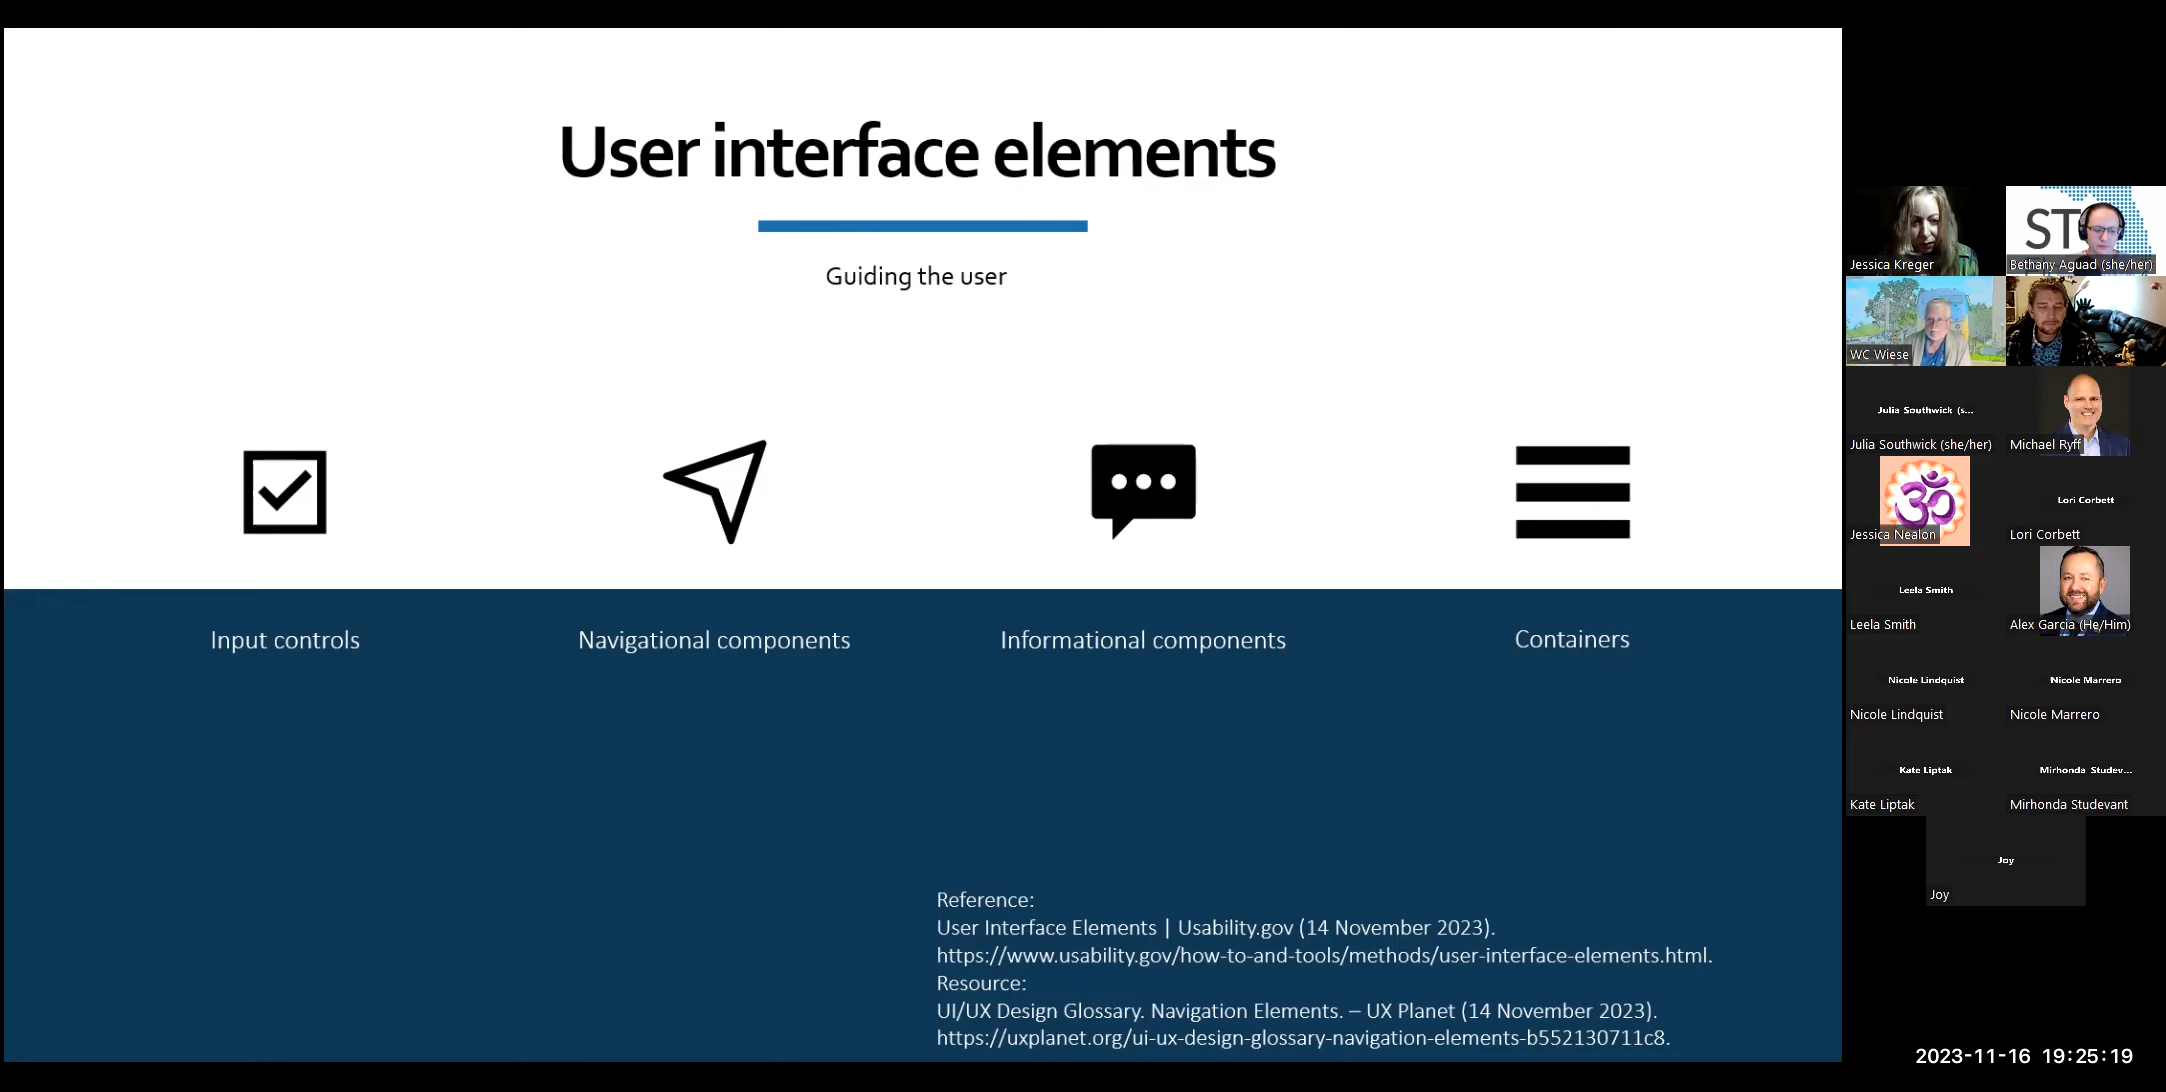 User interface elements
Guiding the user
Input controls
Navigational components
Informational components
Containers
Reference:
User Interface Elements | Usability.gov (14 November 2023).
https://www.usability.gov/how-to-and-tools/methods/user-interface-elements.html.
Resource:
UI/UX Design Glossary. Navigation Elements. – UX Planet (14 November 2023).
https://uxplanet.org/ui-ux-design-glossary-navigation-elements-b552130711c8.
Jessica Kreger
ST
Bethany Aguad (she/her)
WC Wiese
Julia Southwick (s...
Julia Southwick (she/her)
Michael Ryff
ॐ
Jessica Nealon
Lori Corbett
Lori Corbett
Leela Smith
Leela Smith
Alex Garcia (He/Him)
Nicole Lindquist
Nicole Lindquist
Nicole Marrero
Nicole Marrero
Kate Liptak
Kate Liptak
Mirhonda Studev...
Mirhonda Studevant
Joy
Joy
2023-11-16 19:25:19